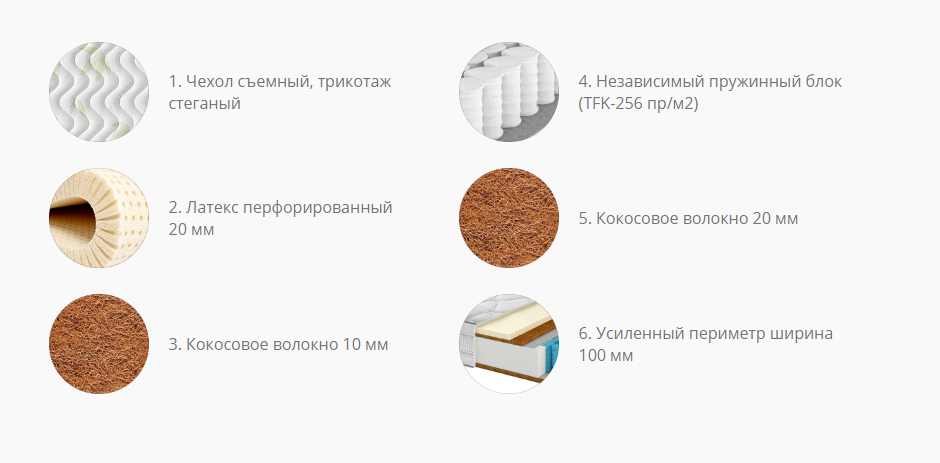 1. Чехол съемный, трикотаж
стеганый
2. Латекс перфорированный
20 мм
3. Кокосовое волокно 10 мм
4. Независимый пружинный блок
(TFK-256 пр/м2)
5. Кокосовое волокно 20 мм
6. Усиленный периметр ширина
100 мм